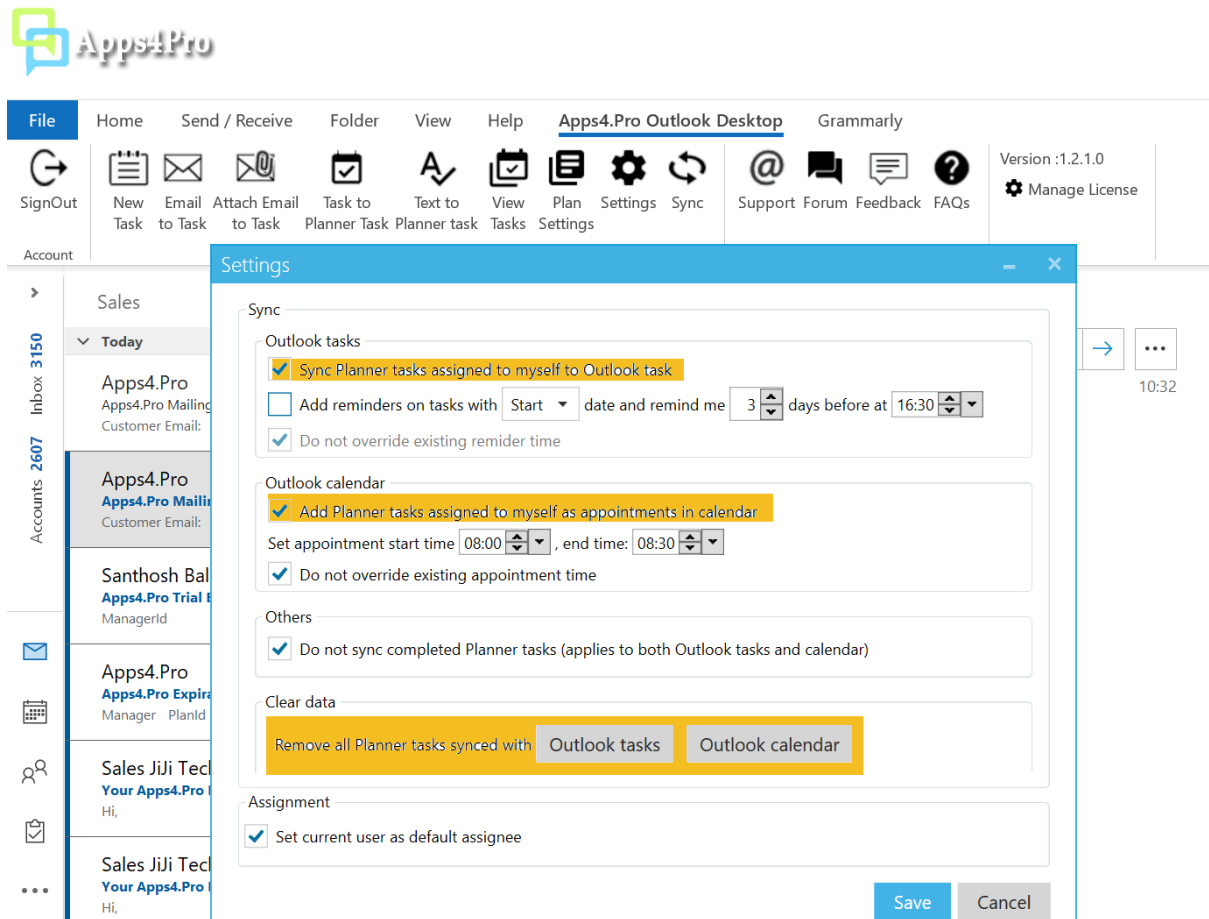 Apps4Pro
File Home Send / Receive Folder View Help Apps4.Pro Outlook Desktop Grammarly
SignOut
New Task
Email to Task
Attach Email to Task
Task to Planner Task
Text to Planner task
View Tasks
Plan Settings
Settings
Sync
Support
Forum
Feedback
FAQs
Version :1.2.1.0
Manage License
Account
Inbox 3150
Accounts 2607
Sales
Today
Apps4.Pro
Apps4.Pro Mailing
Customer Email:
Apps4.Pro
Apps4.Pro Mailin
Customer Email:
Santhosh Bal
Apps4.Pro Trial E
ManagerId
Apps4.Pro
Apps4.Pro Expira
Manager PlanId
Sales JiJi Tec
Your Apps4.Pro
Hi,
Sales JiJi Tec
Your Apps4.Pro
Hi,
10:32
Settings
Sync
Outlook tasks
Sync Planner tasks assigned to myself to Outlook task
Add reminders on tasks with Start date and remind me 3 days before at 16:30
Do not override existing remider time
Outlook calendar
Add Planner tasks assigned to myself as appointments in calendar
Set appointment start time 08:00 , end time: 08:30
Do not override existing appointment time
Others
Do not sync completed Planner tasks (applies to both Outlook tasks and calendar)
Clear data
Remove all Planner tasks synced with Outlook tasks Outlook calendar
Assignment
Set current user as default assignee
Save Cancel